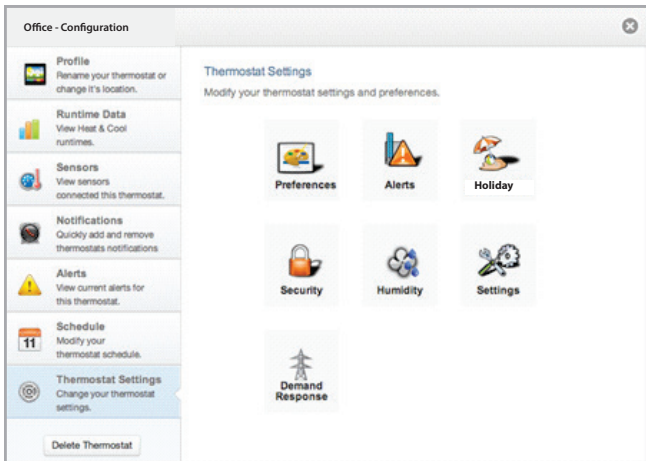 Office - Configuration
Profile
Rename your thermostat or
change it's location.
Runtime Data
View Heat & Cool
runtimes.
Sensors
View sensors
connected this thermostat.
Notifications
Quickly add and remove
thermostats notifications
Alerts
View current alerts for
this thermostat.
Schedule
11
Modify your
thermostat schedule.
Thermostat Settings
Change your thermostat
settings.
Delete Thermostat
Thermostat Settings
Modify your thermostat settings and preferences.
Preferences
Alerts
Holiday
Security
Humidity
Settings
Demand
Response